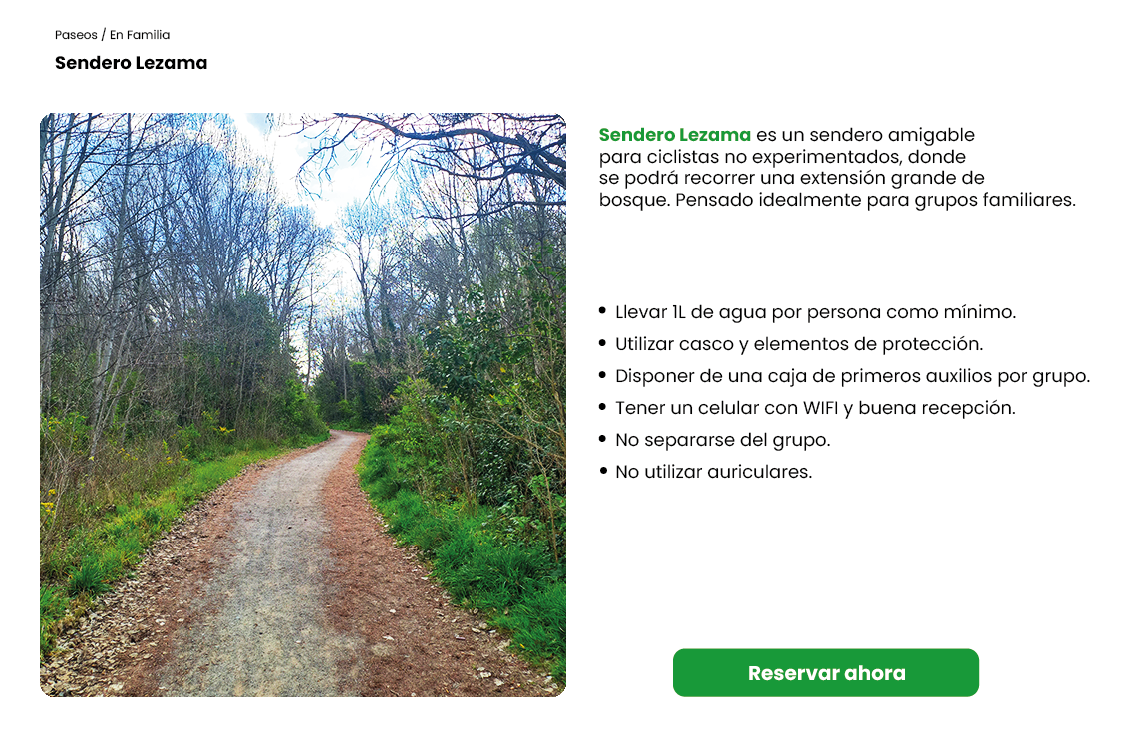 Paseos / En Familia
Sendero Lezama
Sendero Lezama es un sendero amigable
para ciclistas no experimentados, donde
se podrá recorrer una extensión grande de
bosque. Pensado idealmente para grupos familiares.
• Llevar 1L de agua por persona como mínimo.
• Utilizar casco y elementos de protección.
• Disponer de una caja de primeros auxilios por grupo.
• Tener un celular con WIFI y buena recepción.
• No separarse del grupo.
• No utilizar auriculares.
Reservar ahora